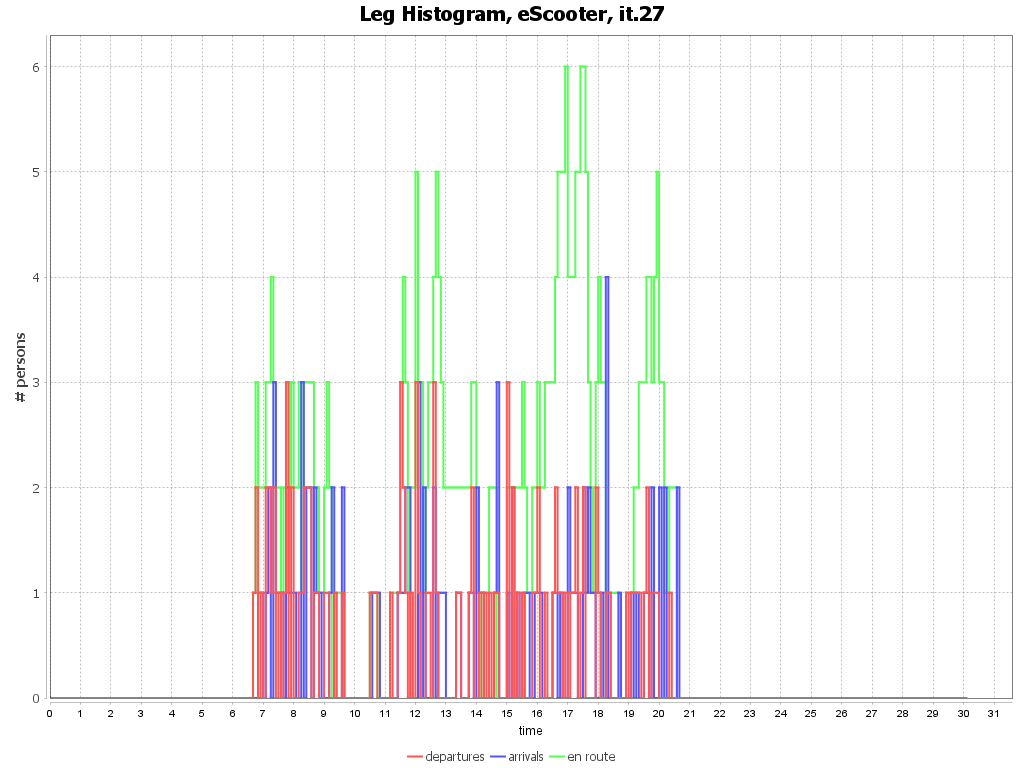 Leg Histogram, eScooter, it.27
# persons
6
5
4
3
2
1
0
0 1 2 3 4 5 6 7 8 9 10 11 12 13 14 15 16 17 18 19 20 21 22 23 24 25 26 27 28 29 30 31
time
departures arrivals en route